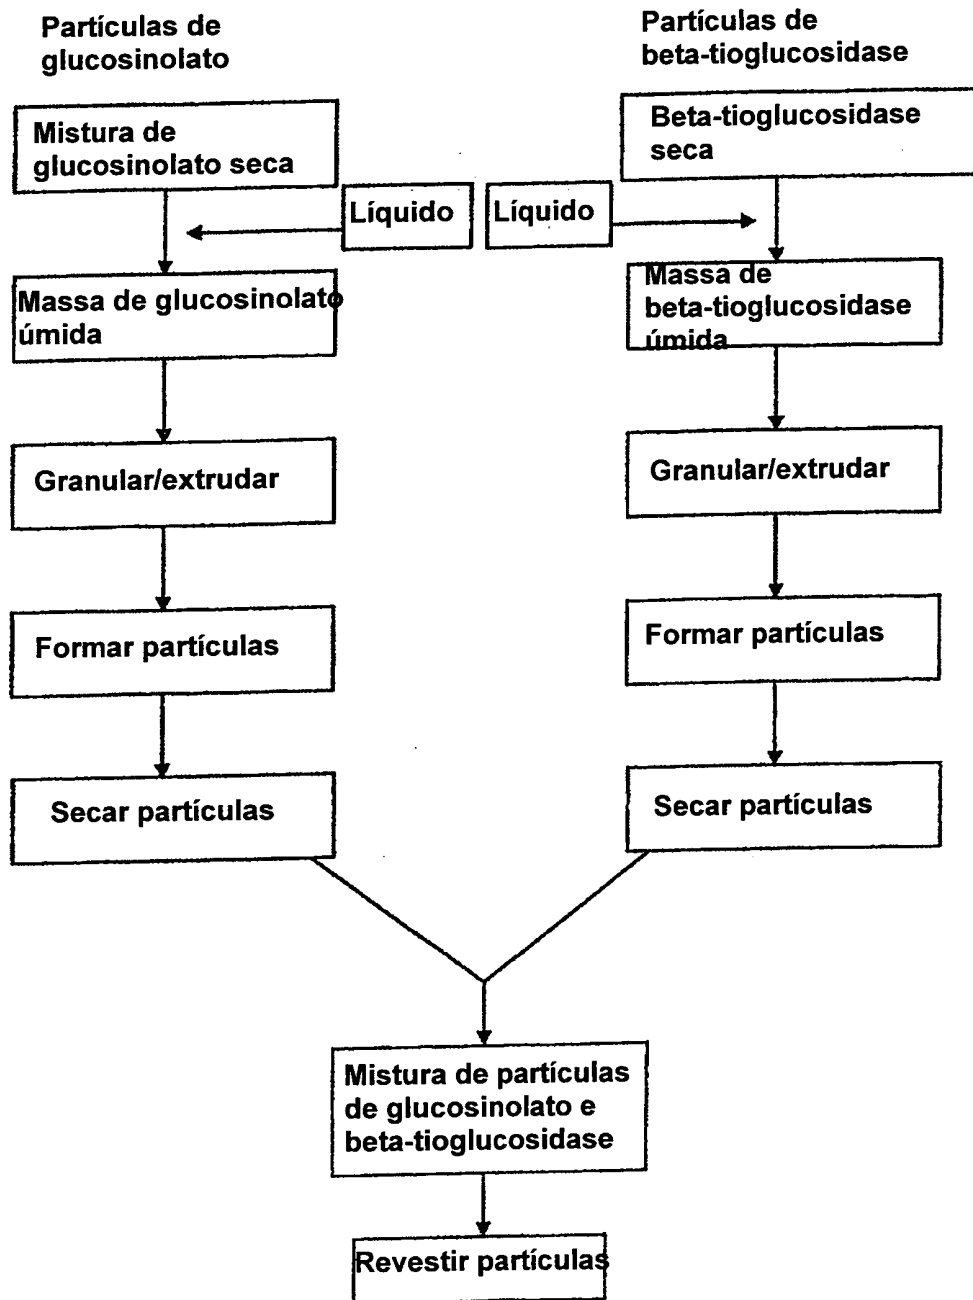 Partículas de
glucosinolato
Partículas de
beta-tioglucosidase
Mistura de
glucosinolato seca
Beta-tioglucosidase
seca
Líquido
Líquido
Massa de glucosinolato
úmida
Massa de
beta-tioglucosidase
úmida
Granular/extrudar
Granular/extrudar
Formar partículas
Formar partículas
Secar partículas
Secar partículas
Mistura de partículas
de glucosinolato e
beta-tioglucosidase
Revestir partículas